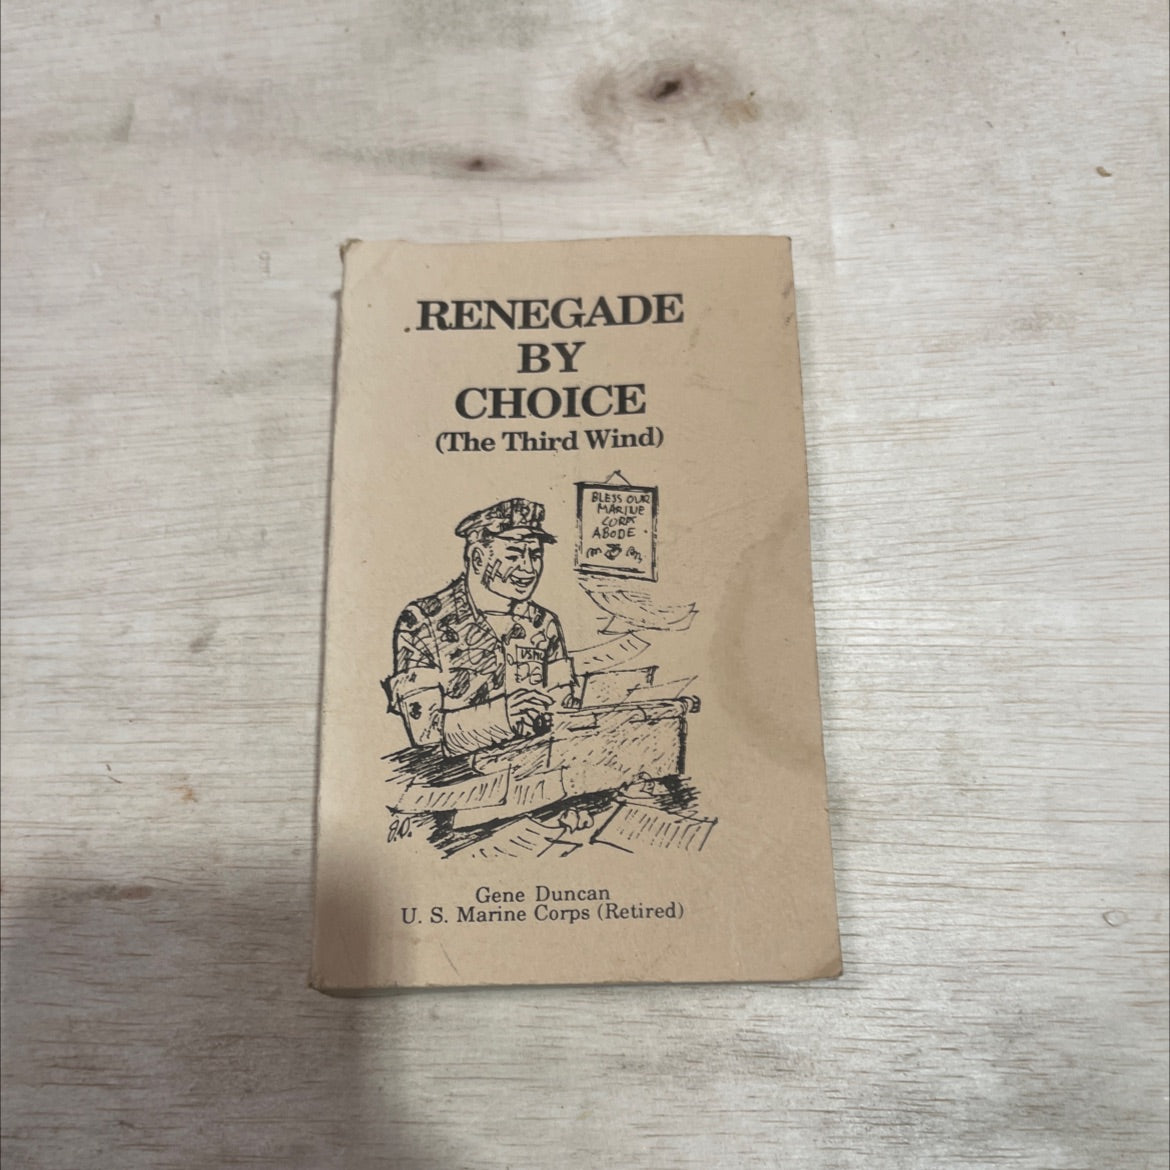 RENEGADE
BY
CHOICE
(The Third Wind)
BLESS OUR
MARINE
CORPS
ABODE
USMC
J.D.
Gene Duncan
U. S. Marine Corps (Retired)